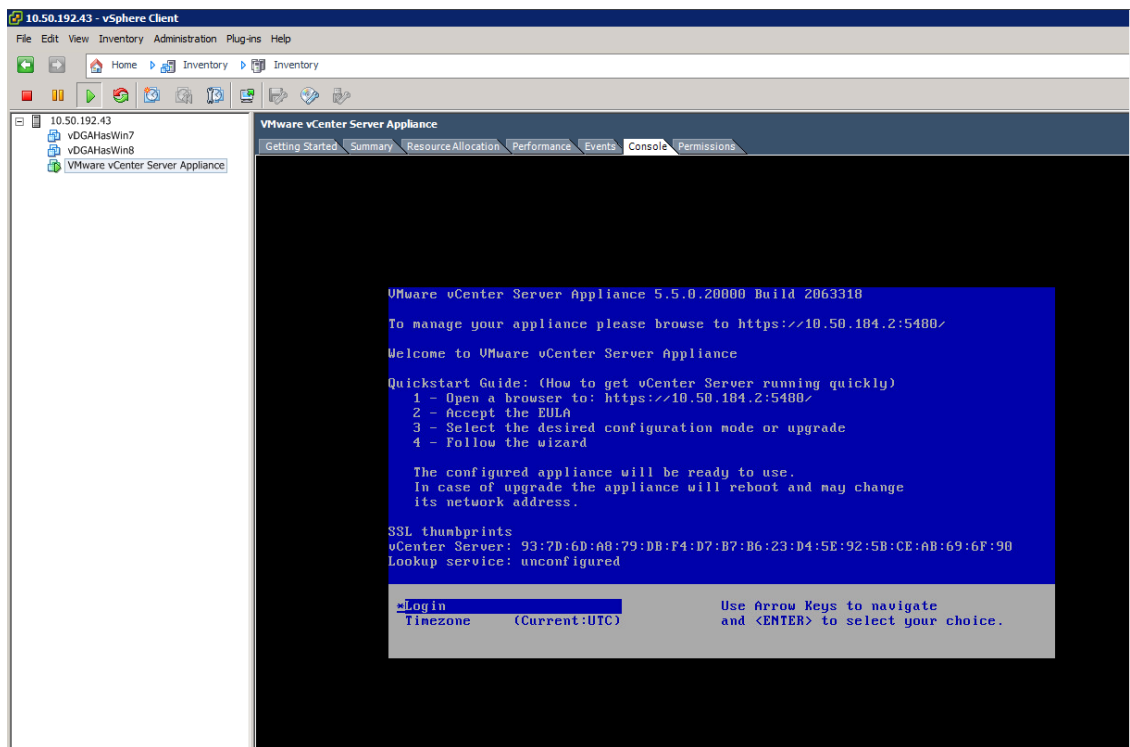 10.50.192.43 - vSphere Client
File Edit View Inventory Administration Plug-ins Help
Home Inventory Inventory
10.50.192.43
vDGAHasWin7
vDGAHasWin8
VMware vCenter Server Appliance
VMware vCenter Server Appliance
Getting Started Summary Resource Allocation Performance Events Console Permissions
VMware vCenter Server Appliance 5.5.0.20000 Build 2063318
To manage your appliance please browse to https://10.50.184.2:5480/
Welcome to VMware vCenter Server Appliance
Quickstart Guide: (How to get vCenter Server running quickly)
1 - Open a browser to: https://10.50.184.2:5480/
2 - Accept the EULA
3 - Select the desired configuration mode or upgrade
4 - Follow the wizard
The configured appliance will be ready to use.
In case of upgrade the appliance will reboot and may change
its network address.
SSL thumbprints
vCenter Server: 93:7D:6D:A8:79:DB:F4:D7:B7:B6:23:D4:5E:92:5B:CE:AB:69:6F:90
Lookup service: unconfigured
*Login Use Arrow Keys to navigate
Timezone (Current:UTC) and <ENTER> to select your choice.